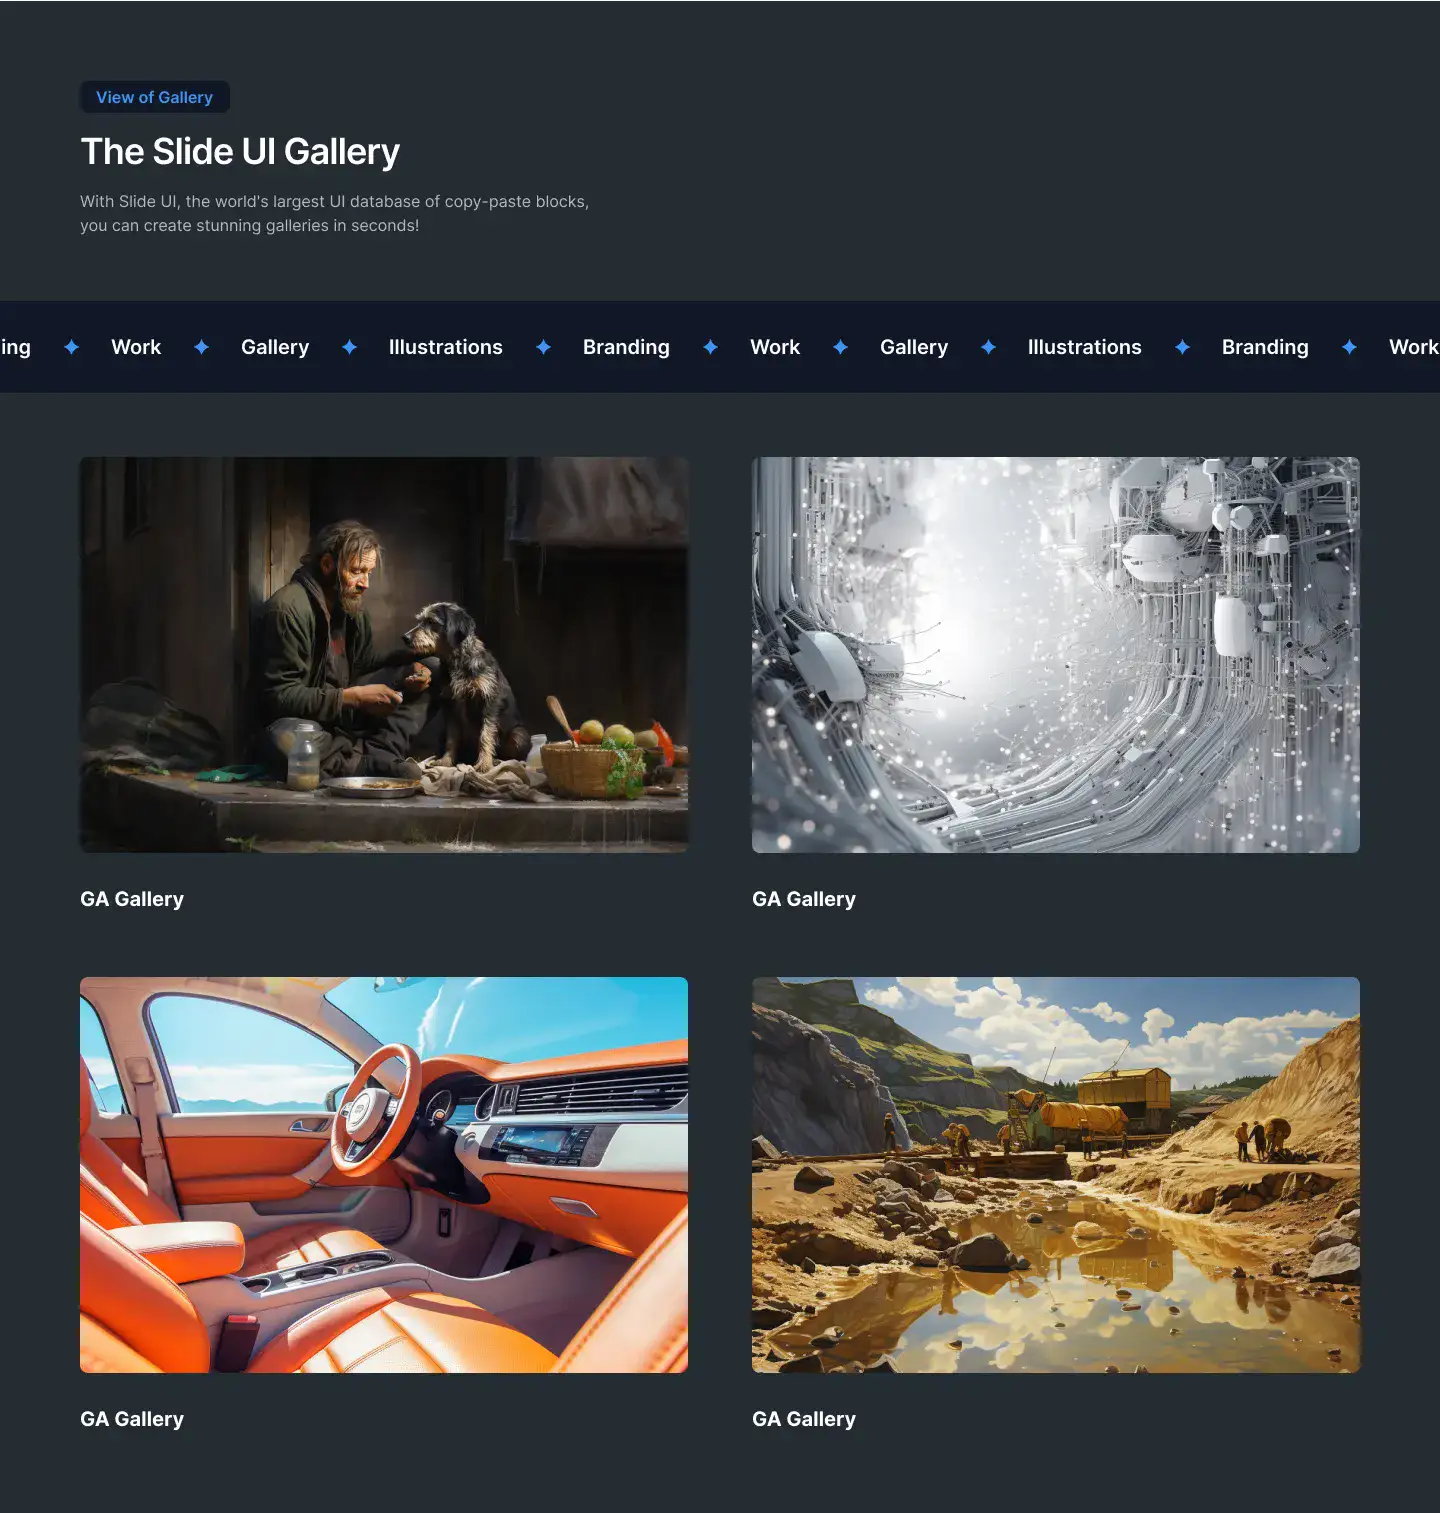 View of Gallery
The Slide UI Gallery
With Slide UI, the world's largest UI database of copy-paste blocks,
you can create stunning galleries in seconds!
ing ✦ Work ✦ Gallery ✦ Illustrations ✦ Branding ✦ Work ✦ Gallery ✦ Illustrations ✦ Branding ✦ Work
GA Gallery
GA Gallery
GA Gallery
GA Gallery